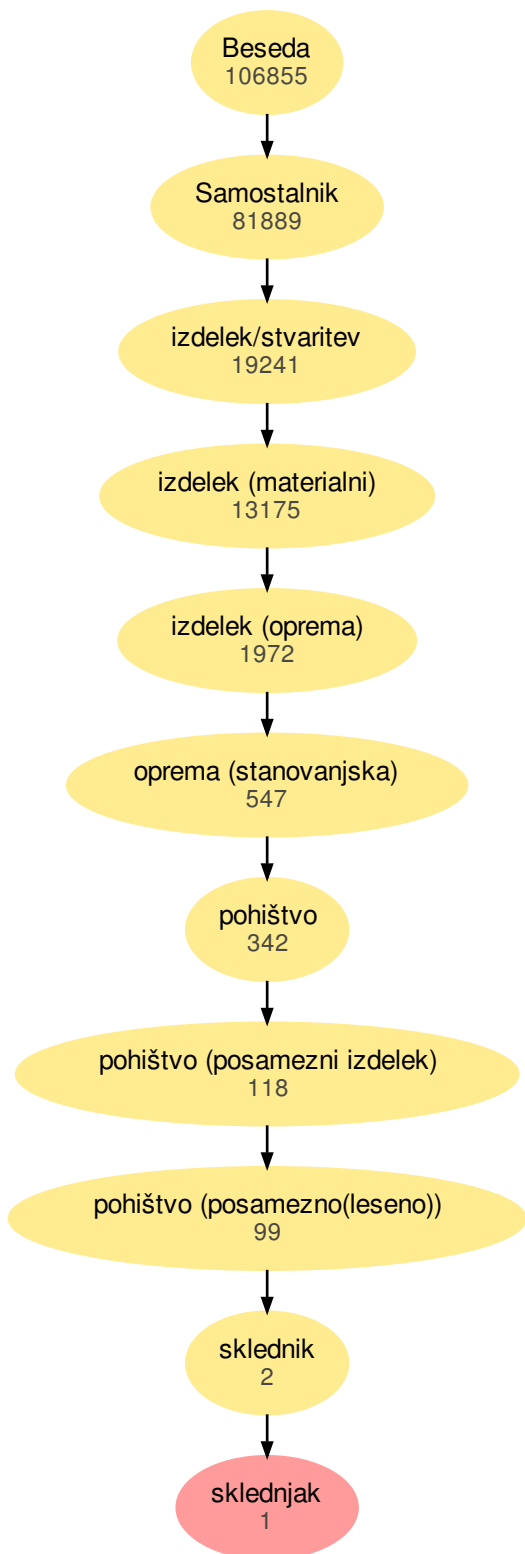 Beseda
106855
Samostalnik
81889
izdelek/stvaritev
19241
izdelek (materialni)
13175
izdelek (oprema)
1972
oprema (stanovanjska)
547
pohištvo
342
pohištvo (posamezni izdelek)
118
pohištvo (posamezno(leseno))
99
sklednik
2
sklednjak
1